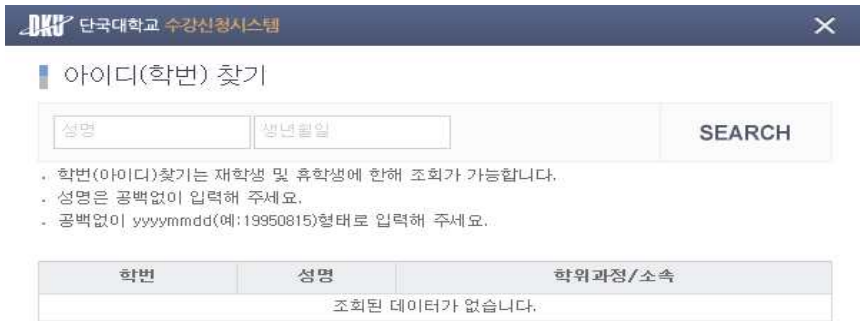 DKU 단국대학교 수강신청시스템
아이디(학번) 찾기
성명 생년월일 SEARCH
. 학번(아이디)찾기는 재학생 및 휴학생에 한해 조회가 가능합니다.
. 성명은 공백없이 입력해 주세요.
. 공백없이 yyyymmdd(예:19950815)형태로 입력해 주세요.
학번 성명 학위과정/소속
조회된 데이터가 없습니다.